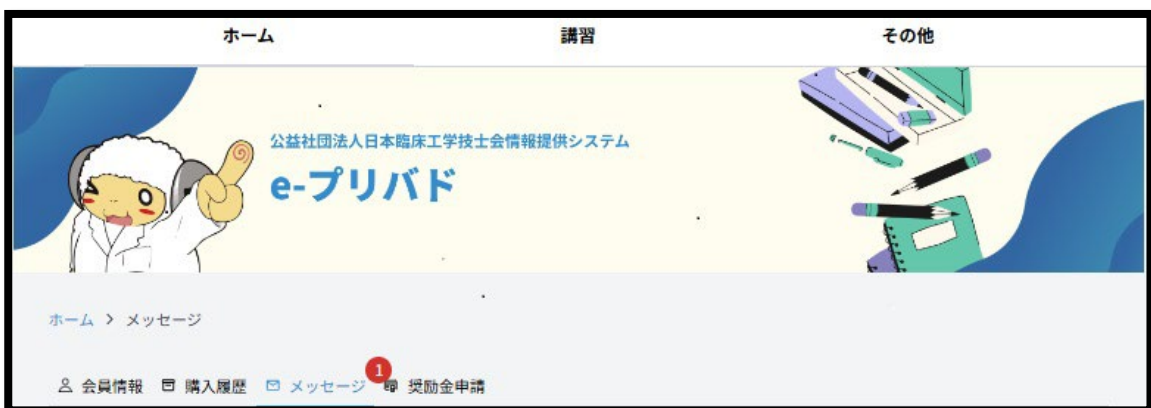 ホーム 講習 その他
公益社団法人日本臨床工学技士会情報提供システム
e-プリバド
ホーム > メッセージ
会員情報 購入履歴 メッセージ 1 奨励金申請